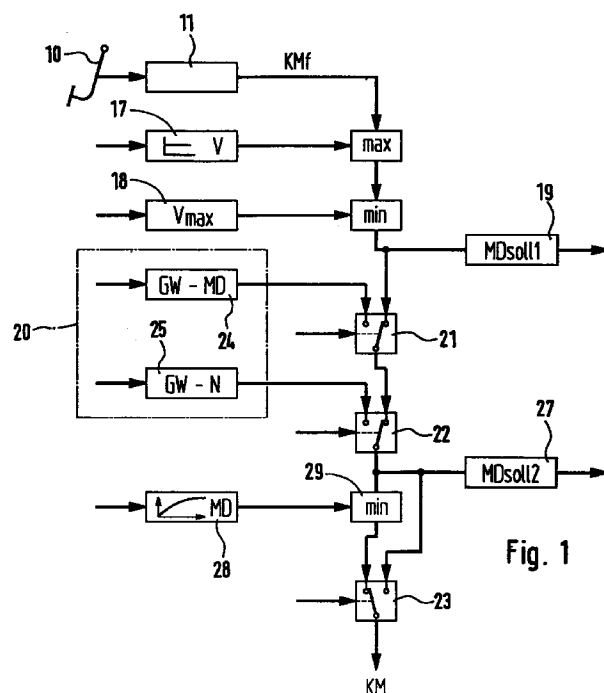 10
11
KMf
17
V
max
18
Vmax
min
19
MDsoll1
20
GW - MD
24
21
25
GW - N
22
27
29
MDsoll2
MD
min
28
Fig. 1
23
KM